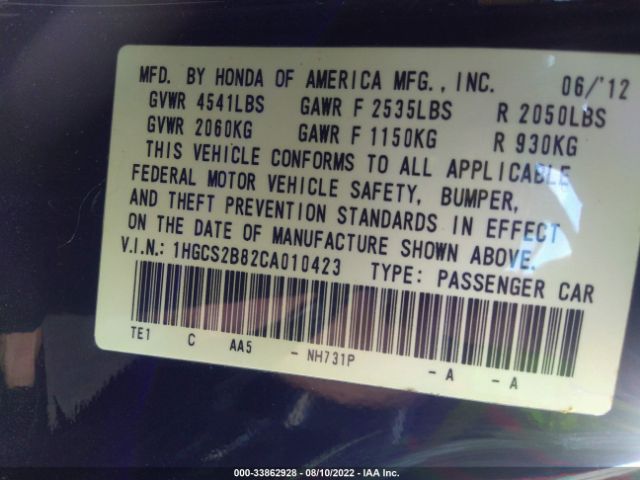 MFD. BY HONDA OF AMERICA MFG., INC. 06/'12
GVWR 4541LBS GAWR F 2535LBS R 2050LBS
GVWR 2060KG GAWR F 1150KG R 930KG
THIS VEHICLE CONFORMS TO ALL APPLICABLE
FEDERAL MOTOR VEHICLE SAFETY, BUMPER,
AND THEFT PREVENTION STANDARDS IN EFFECT
ON THE DATE OF MANUFACTURE SHOWN ABOVE.
V.I.N.: 1HGCS2B82CA010423 TYPE: PASSENGER CAR
TE1 C AA5 - NH731P - A - A
000-33862928 - 08/10/2022 - IAA Inc.